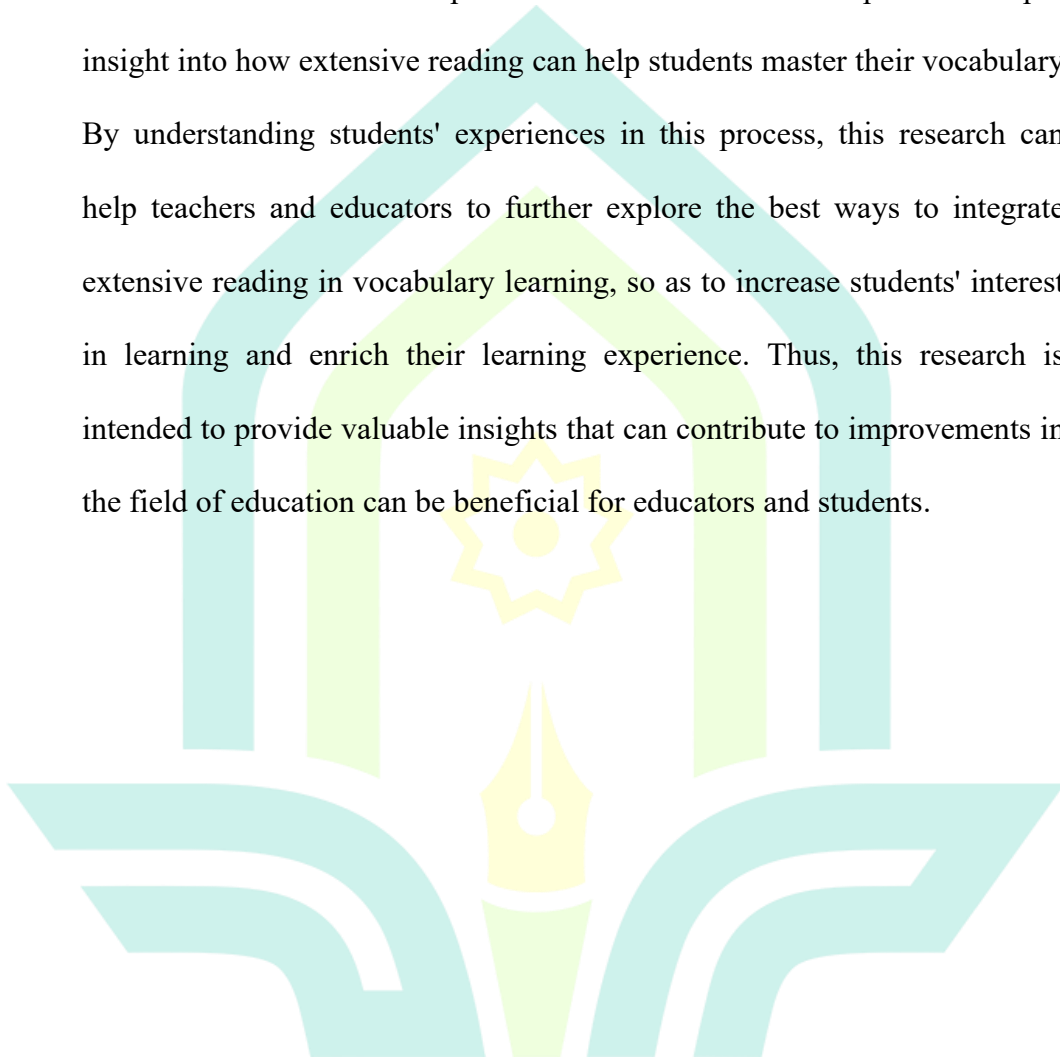 insight into how extensive reading can help students master their vocabulary
By understanding students' experiences in this process, this research can
help teachers and educators to further explore the best ways to integrate
extensive reading in vocabulary learning, so as to increase students' interest
in learning and enrich their learning experience. Thus, this research is
intended to provide valuable insights that can contribute to improvements in
the field of education can be beneficial for educators and students.